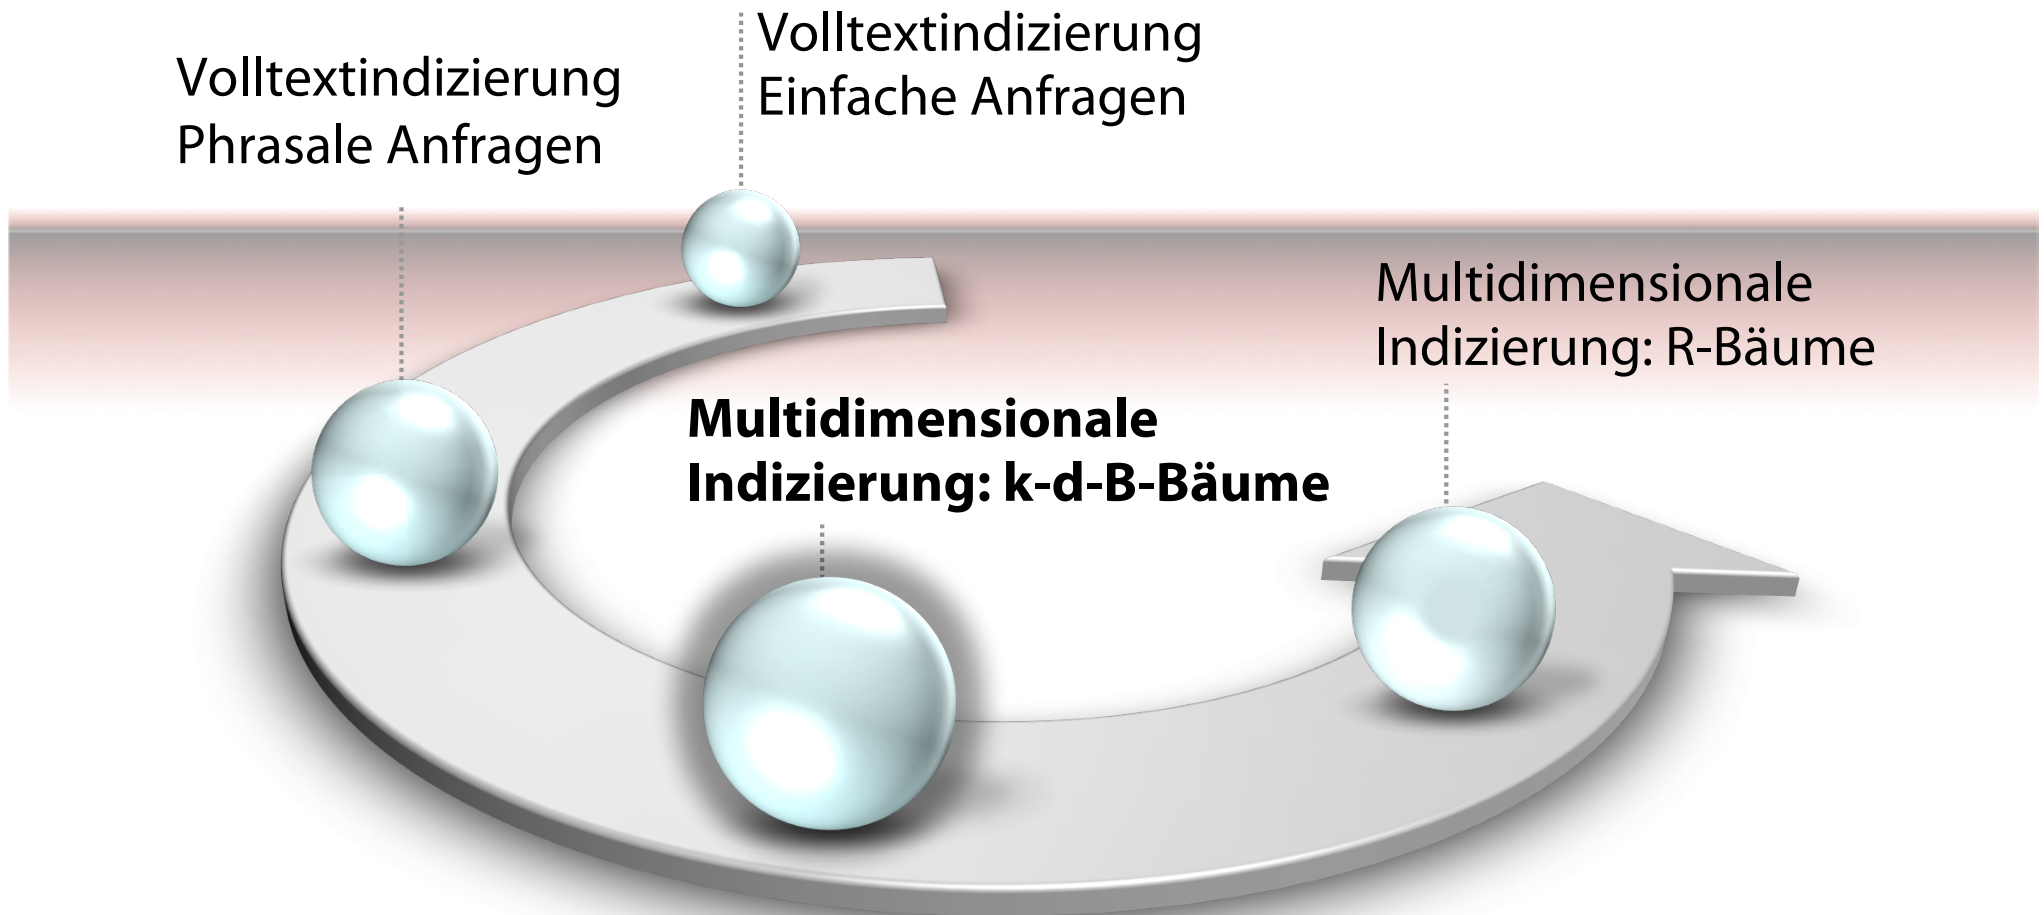 Volltextindizierung
Einfache Anfragen
Volltextindizierung
Phrasale Anfragen
Multidimensionale
Indizierung: k-d-B-Bäume
Multidimensionale
Indizierung: R-Bäume